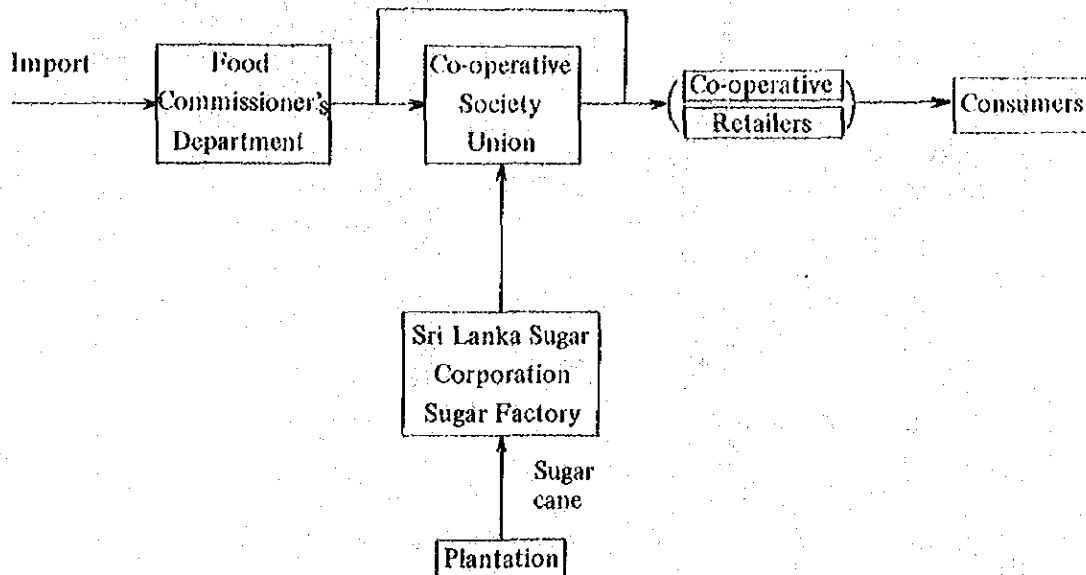 Import
Food
Commissioner's
Department
Co-operative
Society
Union
Co-operative
Retailers
Consumers
Sri Lanka Sugar
Corporation
Sugar Factory
Sugar
cane
Plantation